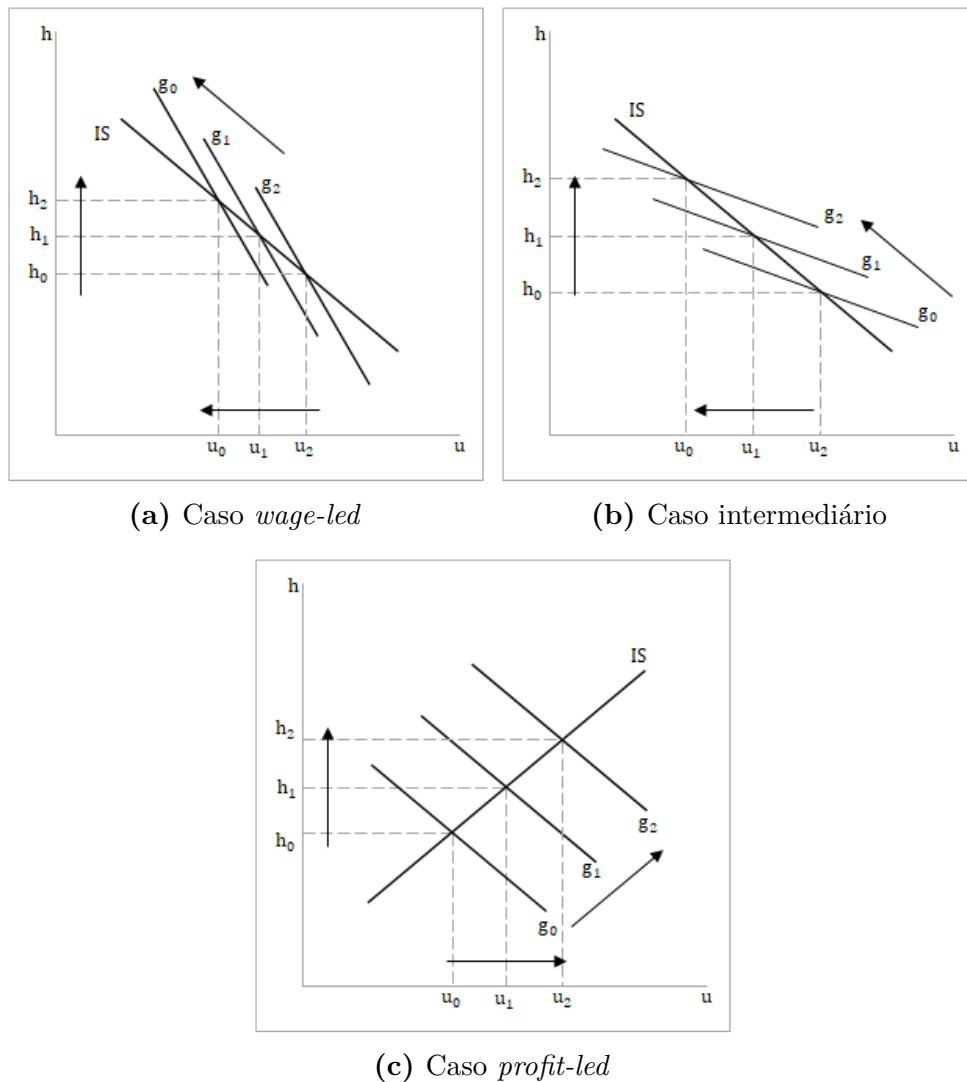 h
g₀
IS
g₁
g₂
h₂
h₁
h₀
u₀
u₁
u₂
u
(a) Caso wage-led
h
IS
h₂
g₂
h₁
g₁
h₀
g₀
u₀
u₁
u₂
u
(b) Caso intermediário
h
IS
h₂
h₁
h₀
g₂
g₁
g₀
u₀
u₁
u₂
u
(c) Caso profit-led